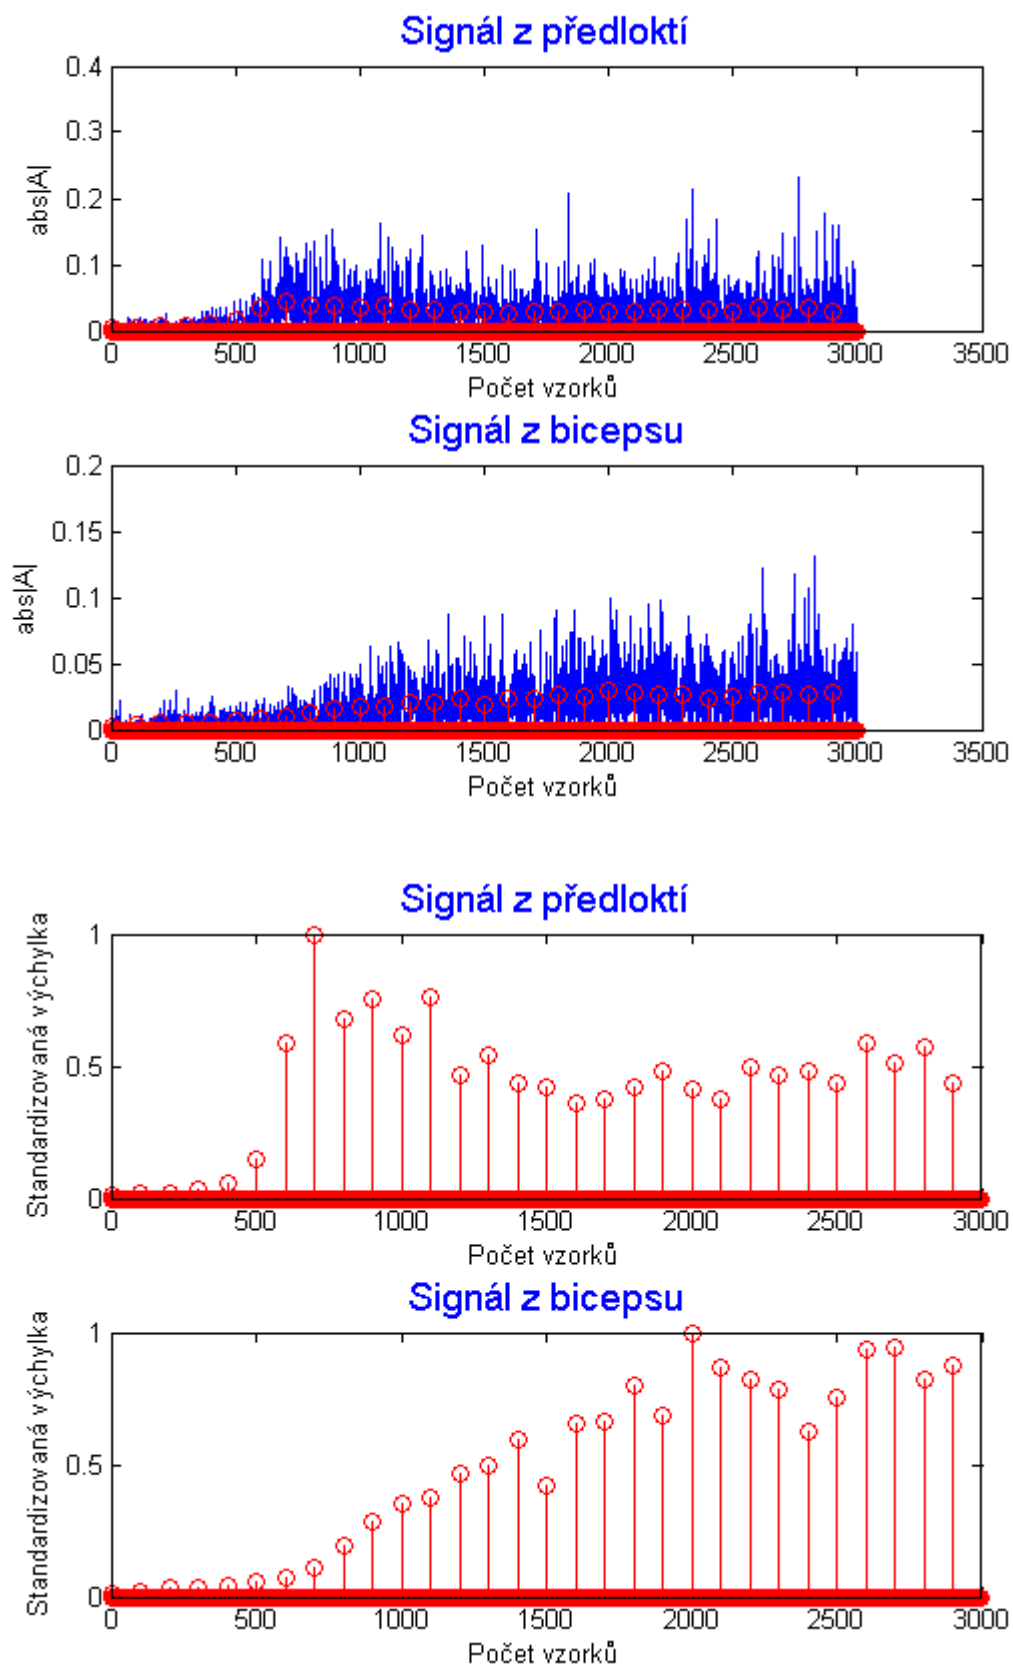 Signál z předloktí
0.4
0.3
0.2
0.1
0
abs|A|
0 500 1000 1500 2000 2500 3000 3500
Počet vzorků
Signál z bicepsu
0.2
0.15
0.1
0.05
0
abs|A|
0 500 1000 1500 2000 2500 3000 3500
Počet vzorků
Signál z předloktí
1
0.5
0
Standardizovaná výchylka
0 500 1000 1500 2000 2500 3000
Počet vzorků
Signál z bicepsu
1
0.5
0
Standardizovaná výchylka
0 500 1000 1500 2000 2500 3000
Počet vzorků